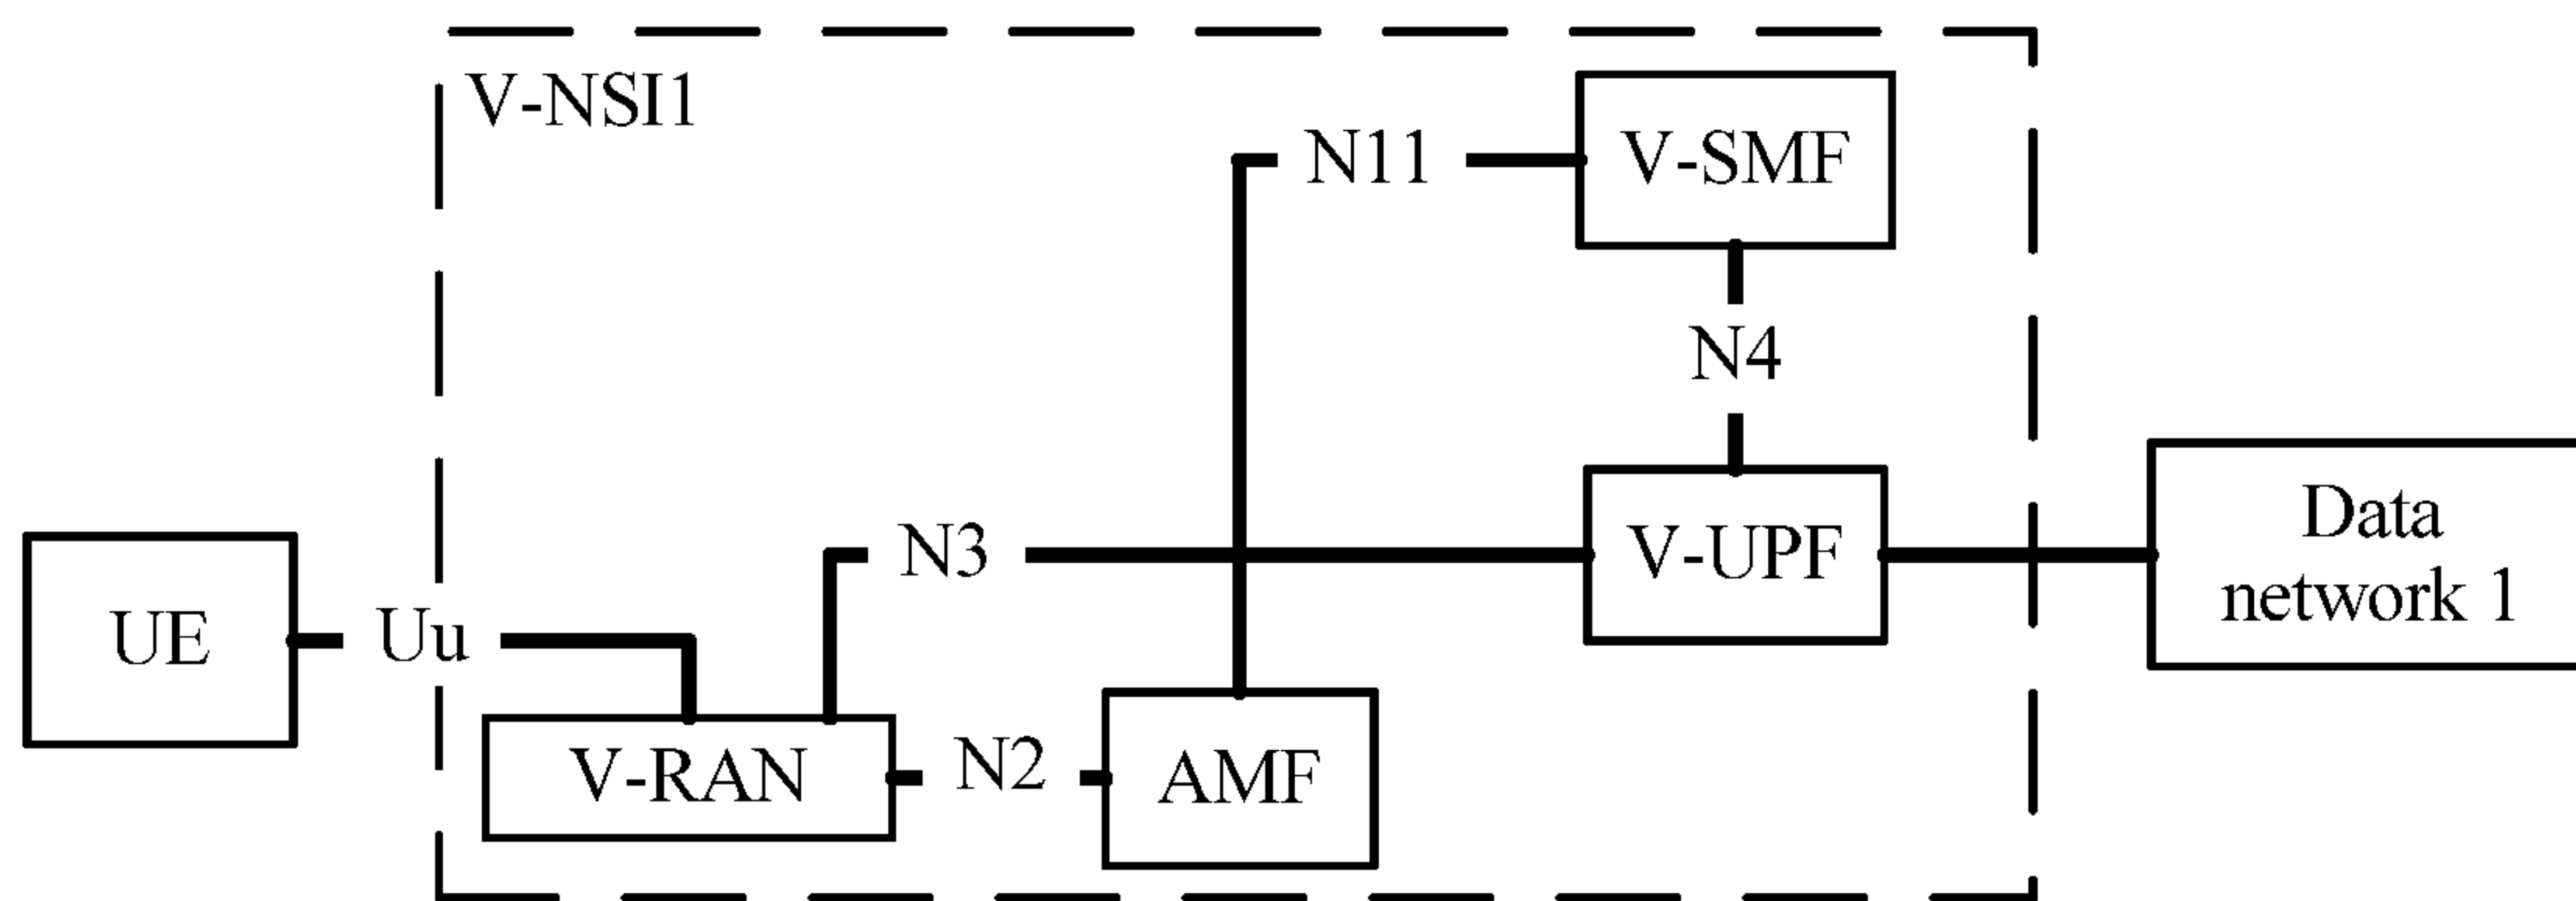 V-NSI1
N11
V-SMF
N4
N3
V-UPF
Data
network 1
UE
Uu
V-RAN
N2
AMF